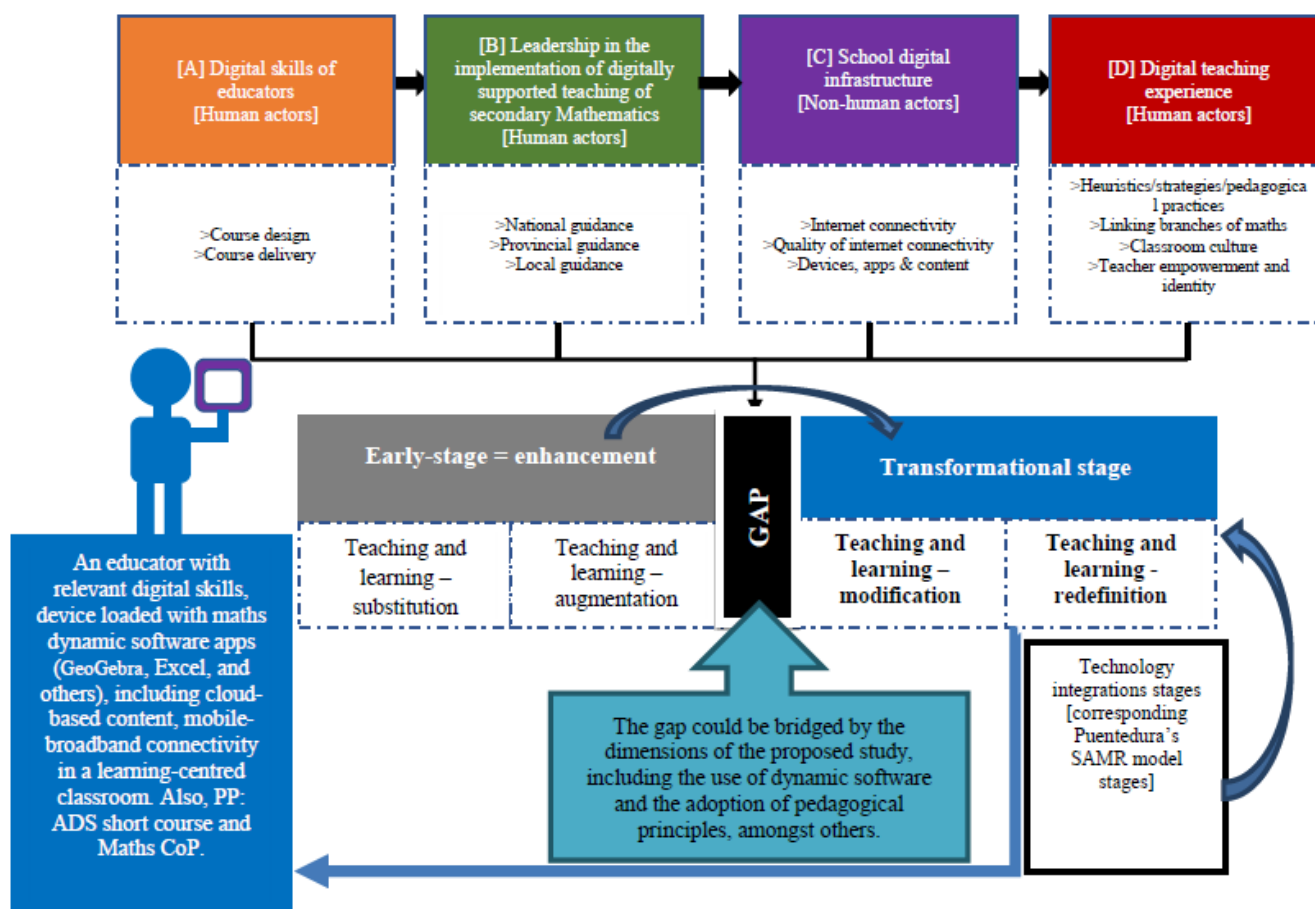 [A] Digital skills of
educators
[Human actors]
[B] Leadership in the
implementation of digitally
supported teaching of
secondary Mathematics
[Human actors]
[C] School digital
infrastructure
[Non-human actors]
[D] Digital teaching
experience
[Human actors]
>Course design
>Course delivery
>National guidance
>Provincial guidance
>Local guidance
>Internet connectivity
>Quality of internet connectivity
>Devices, apps & content
>Heuristics/strategies/pedagogica
l practices
>Linking branches of maths
>Classroom culture
>Teacher empowerment and
identity
Early-stage = enhancement
GAP
Transformational stage
Teaching and
learning –
substitution
Teaching and
learning –
augmentation
Teaching and
learning –
modification
Teaching and
learning -
redefinition
An educator with
relevant digital skills,
device loaded with maths
dynamic software apps
(GeoGebra, Excel, and
others), including cloud-
based content, mobile-
broadband connectivity
in a learning-centred
classroom. Also, PP:
ADS short course and
Maths CoP.
The gap could be bridged by the
dimensions of the proposed study,
including the use of dynamic software
and the adoption of pedagogical
principles, amongst others.
Technology
integrations stages
[corresponding
Puentedura's
SAMR model
stages]